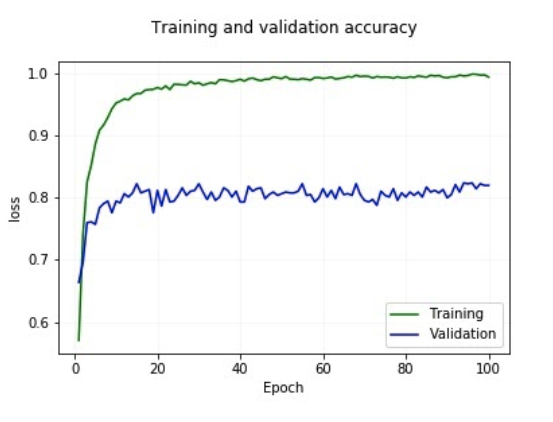 Training and validation accuracy
1.0
0.9
0.8
0.7
0.6
loss
0
20
40
60
80
100
Epoch
Training
Validation